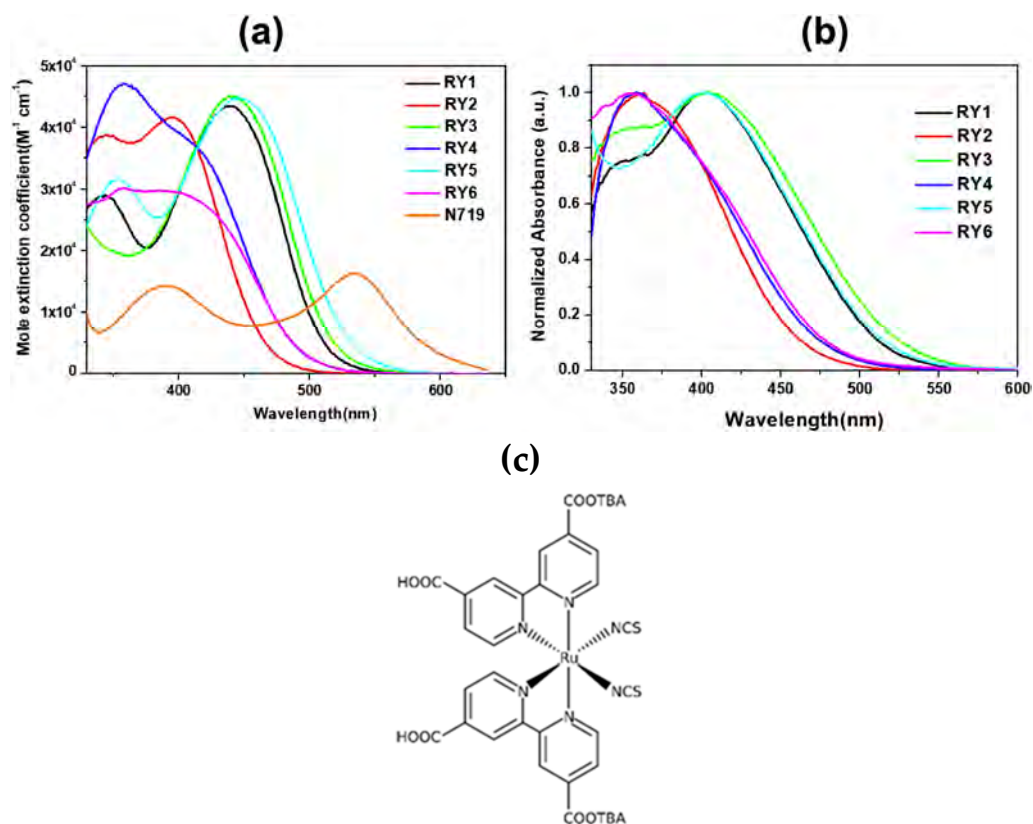 (a)
(b)
5x10⁴
4x10⁴
3x10⁴
2x10⁴
1x10⁴
0
Mole extinction coefficient(M⁻¹ cm⁻¹)
400
500
600
Wavelength(nm)
RY1
RY2
RY3
RY4
RY5
RY6
N719
1.0
0.8
0.6
0.4
0.2
0.0
Normalized Absorbance (a.u.)
350
400
450
500
550
600
Wavelength(nm)
RY1
RY2
RY3
RY4
RY5
RY6
(c)
COOTBA
HOOC
N
N
NCS
Ru
NCS
N
N
HOOC
COOTBA